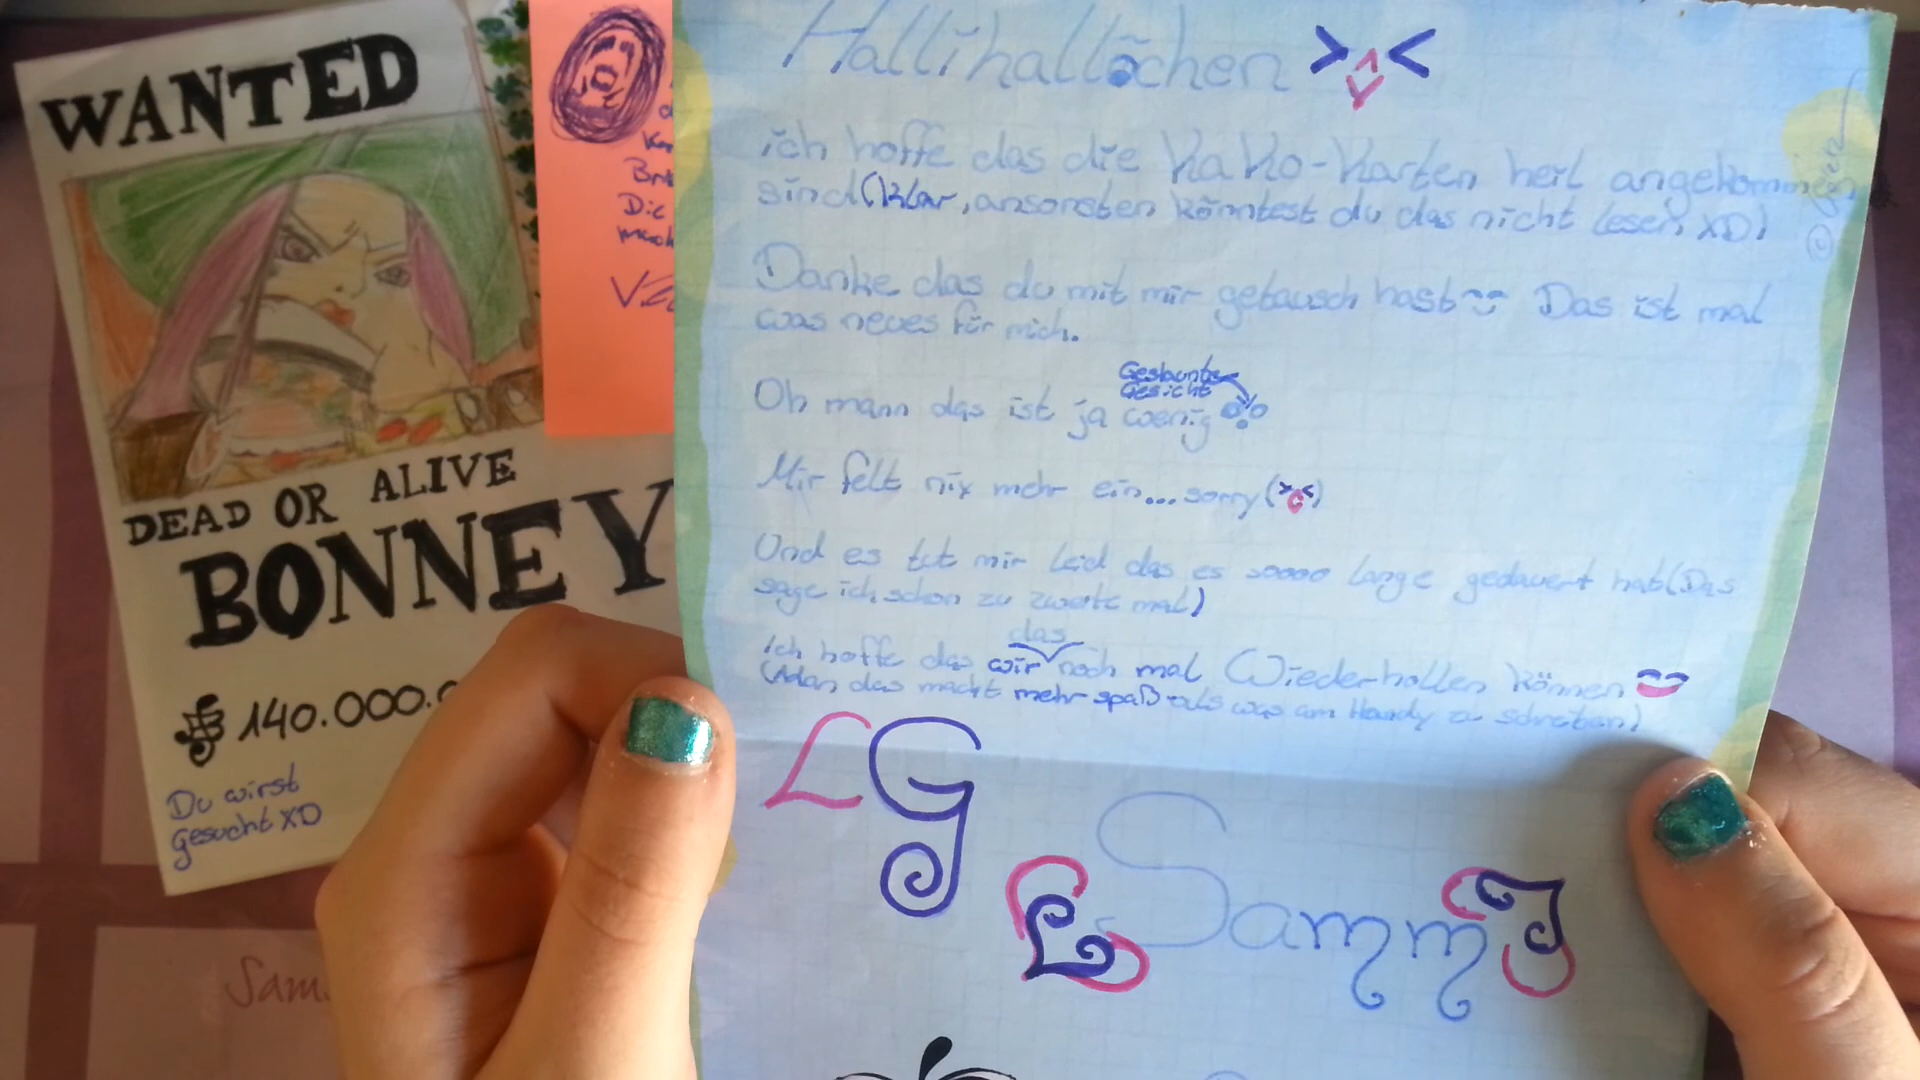 WANTED
DEAD OR ALIVE
BONNEY
140.000.0
Du wirst
gesucht XD
Die
Sam
Hallihallöchen
ich hoffe das die KaKo-Karten heil angekommen
sind (klar, ansonsten könntest du das nicht lesen XD)
Danke das du mit mir getausch hast Das ist mal
was neues für mich.
Gestauntes
Gesicht
Oh mann das ist ja wenig
Mir felt nix mehr ein... sorry (>c<)
Und es tut mir leid das es soooo lange gedauert hat (Das
sage ich schon zu zweite mal)
das
Ich hoffe das wir noch mal Wiederhollen können
(Adan das macht mehr spaß als was am Handy zu schreiben)
LG
Sammy